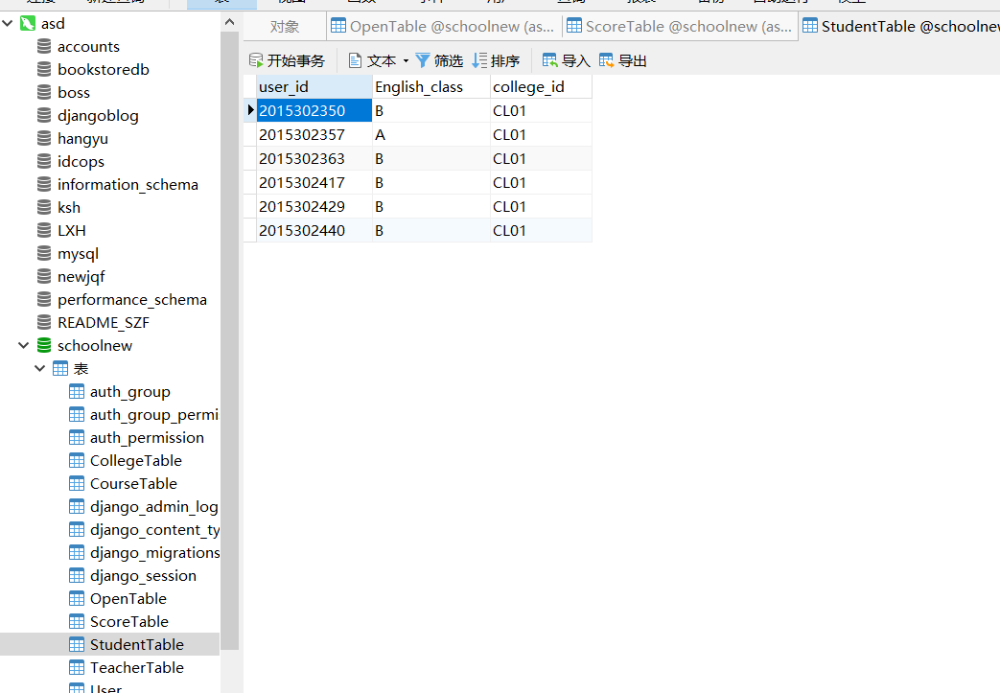 asd
accounts
bookstoredb
boss
djangoblog
hangyu
idcops
information_schema
ksh
LXH
mysql
newjqf
performance_schema
README_SZF
schoolnew
表
auth_group
auth_group_permi
auth_permission
CollegeTable
CourseTable
django_admin_log
django_content_ty
django_migrations
django_session
OpenTable
ScoreTable
StudentTable
TeacherTable
User
对象 OpenTable @schoolnew (as... ScoreTable @schoolnew (as... StudentTable @schoolnew
开始事务 文本 筛选 排序 导入 导出
user_id English_class college_id
2015302350 B CL01
2015302357 A CL01
2015302363 B CL01
2015302417 B CL01
2015302429 B CL01
2015302440 B CL01